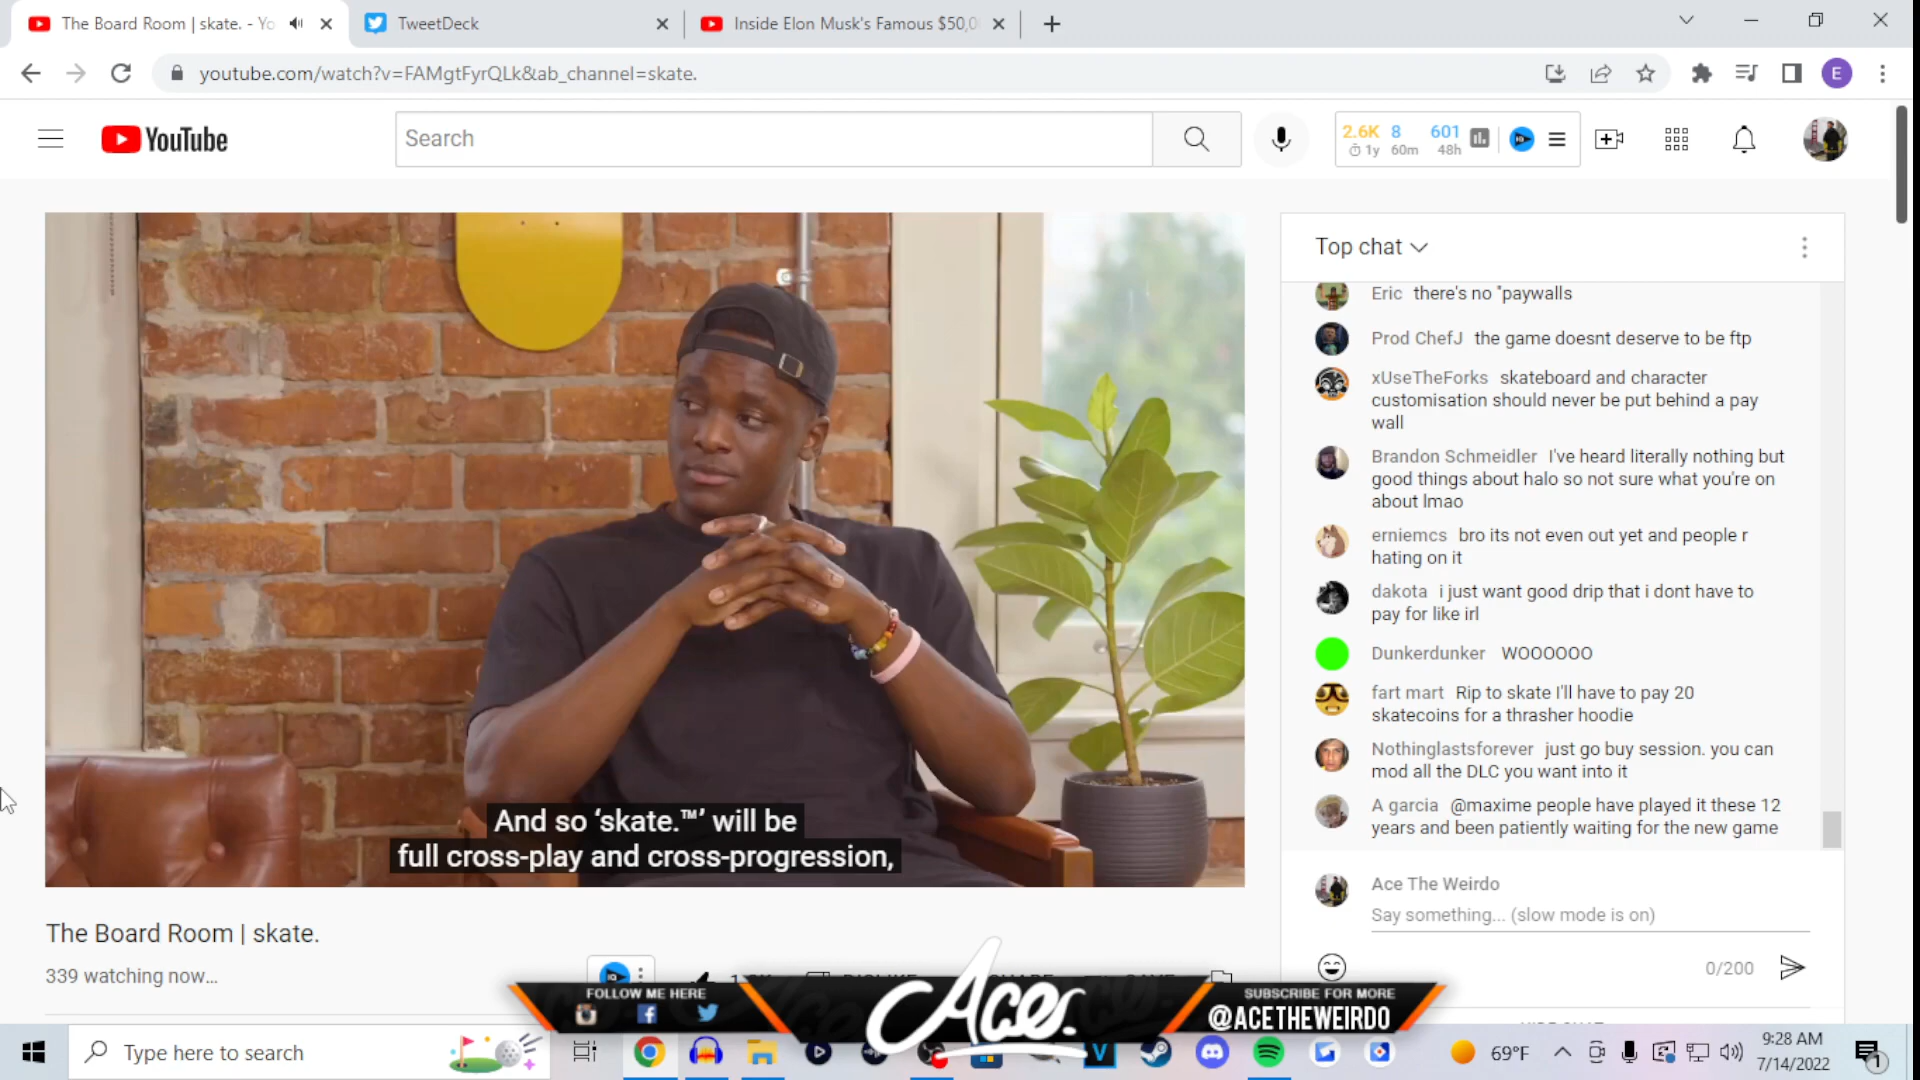 The Board Room | skate. - Yo
TweetDeck
Inside Elon Musk's Famous $50,0
youtube.com/watch?v=FAMgtFyrQLk&ab_channel=skate.
E
YouTube
Search
2.6K 8 601
1y 60m 48h
Top chat
Eric there's no "paywalls
Prod ChefJ the game doesnt deserve to be ftp
xUseTheForks skateboard and character
customisation should never be put behind a pay
wall
Brandon Schmeidler I've heard literally nothing but
good things about halo so not sure what you're on
about lmao
erniemcs bro its not even out yet and people r
hating on it
dakota i just want good drip that i dont have to
pay for like irl
Dunkerdunker WOOOOOO
fart mart Rip to skate I'll have to pay 20
skatecoins for a thrasher hoodie
Nothinglastsforever just go buy session. you can
mod all the DLC you want into it
A garcia @maxime people have played it these 12
years and been patiently waiting for the new game
And so ‘skate.™’ will be
full cross-play and cross-progression,
Ace The Weirdo
Say something... (slow mode is on)
0/200
The Board Room | skate.
339 watching now...
FOLLOW ME HERE
Ace.
SUBSCRIBE FOR MORE
@ACETHEWEIRDO
Type here to search
69°F
9:28 AM
7/14/2022
1